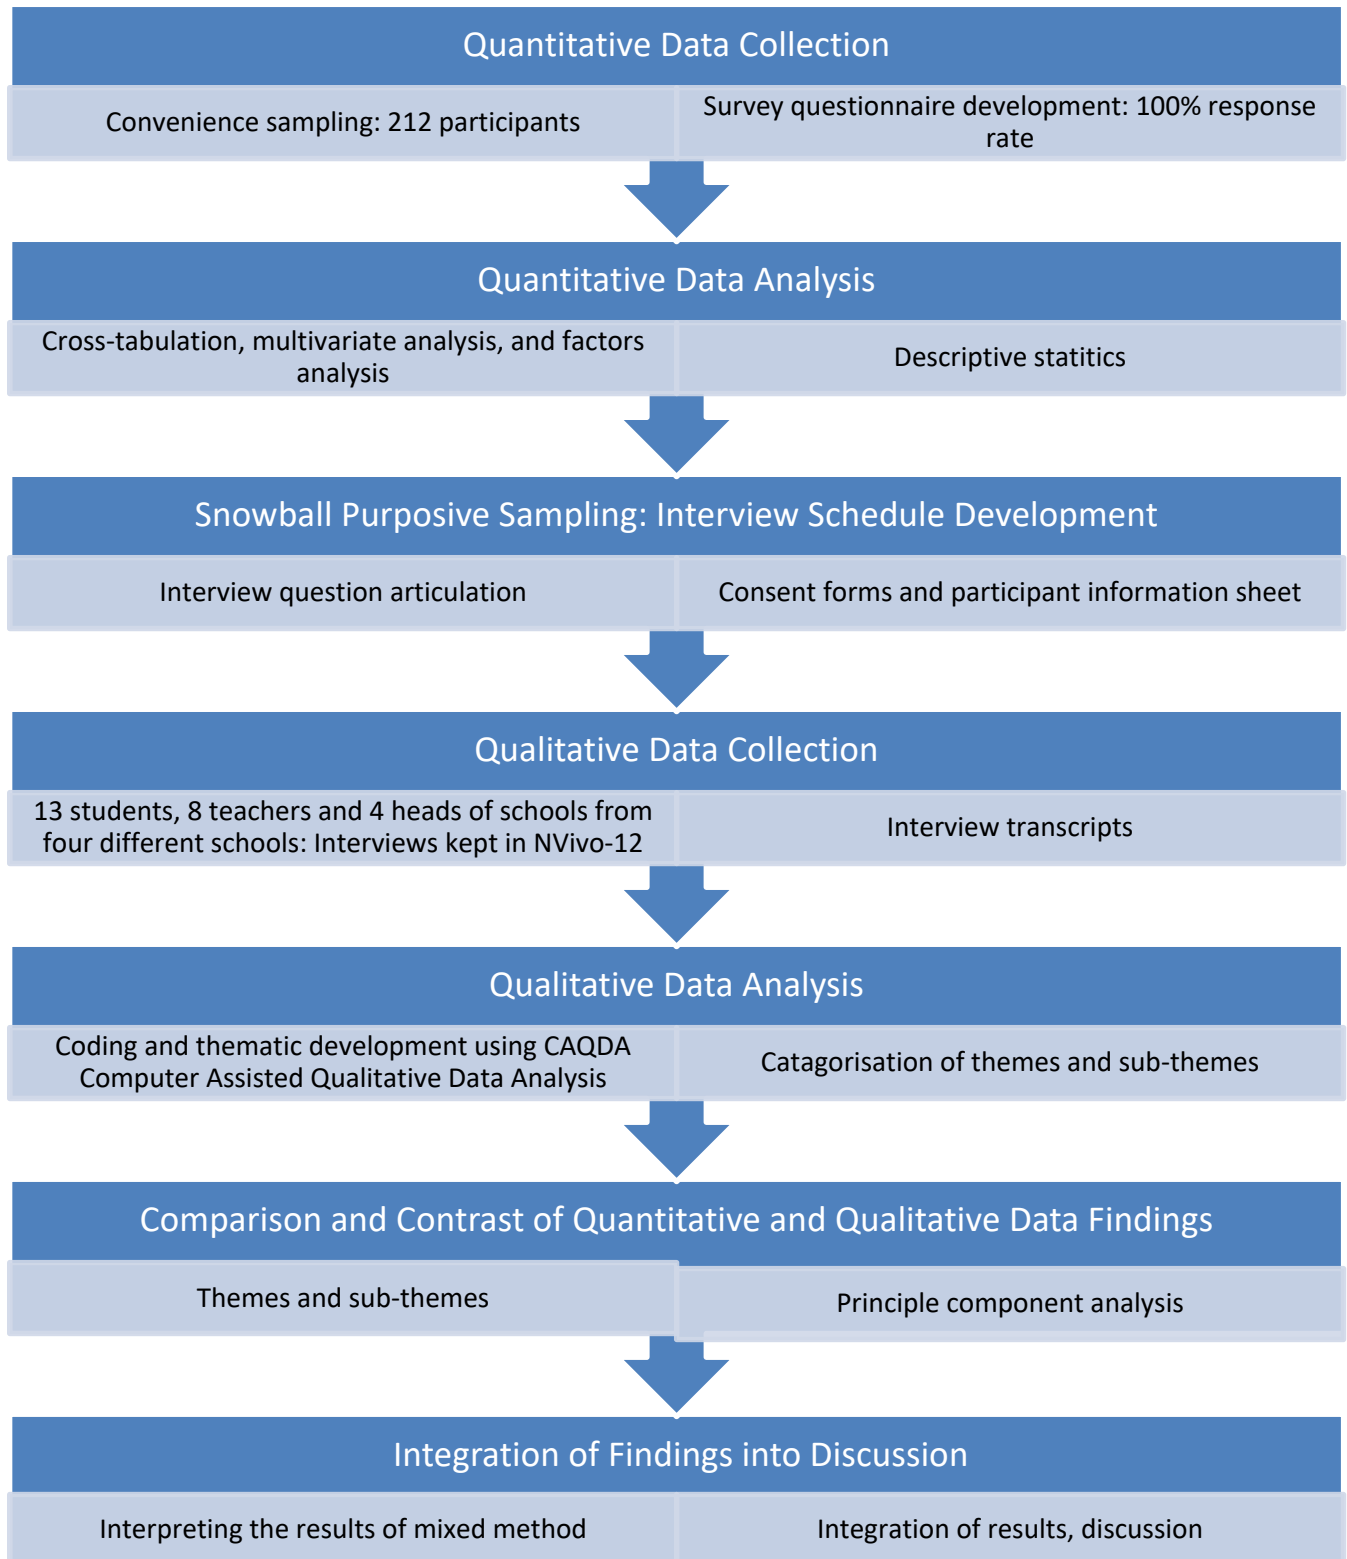 Quantitative Data Collection
Convenience sampling: 212 participants
Survey questionnaire development: 100% response
rate
Quantitative Data Analysis
Cross-tabulation, multivariate analysis, and factors
analysis
Descriptive statitics
Snowball Purposive Sampling: Interview Schedule Development
Interview question articulation
Consent forms and participant information sheet
Qualitative Data Collection
13 students, 8 teachers and 4 heads of schools from
four different schools: Interviews kept in NVivo-12
Interview transcripts
Qualitative Data Analysis
Coding and thematic development using CAQDA
Computer Assisted Qualitative Data Analysis
Catagorisation of themes and sub-themes
Comparison and Contrast of Quantitative and Qualitative Data Findings
Themes and sub-themes
Principle component analysis
Integration of Findings into Discussion
Interpreting the results of mixed method
Integration of results, discussion